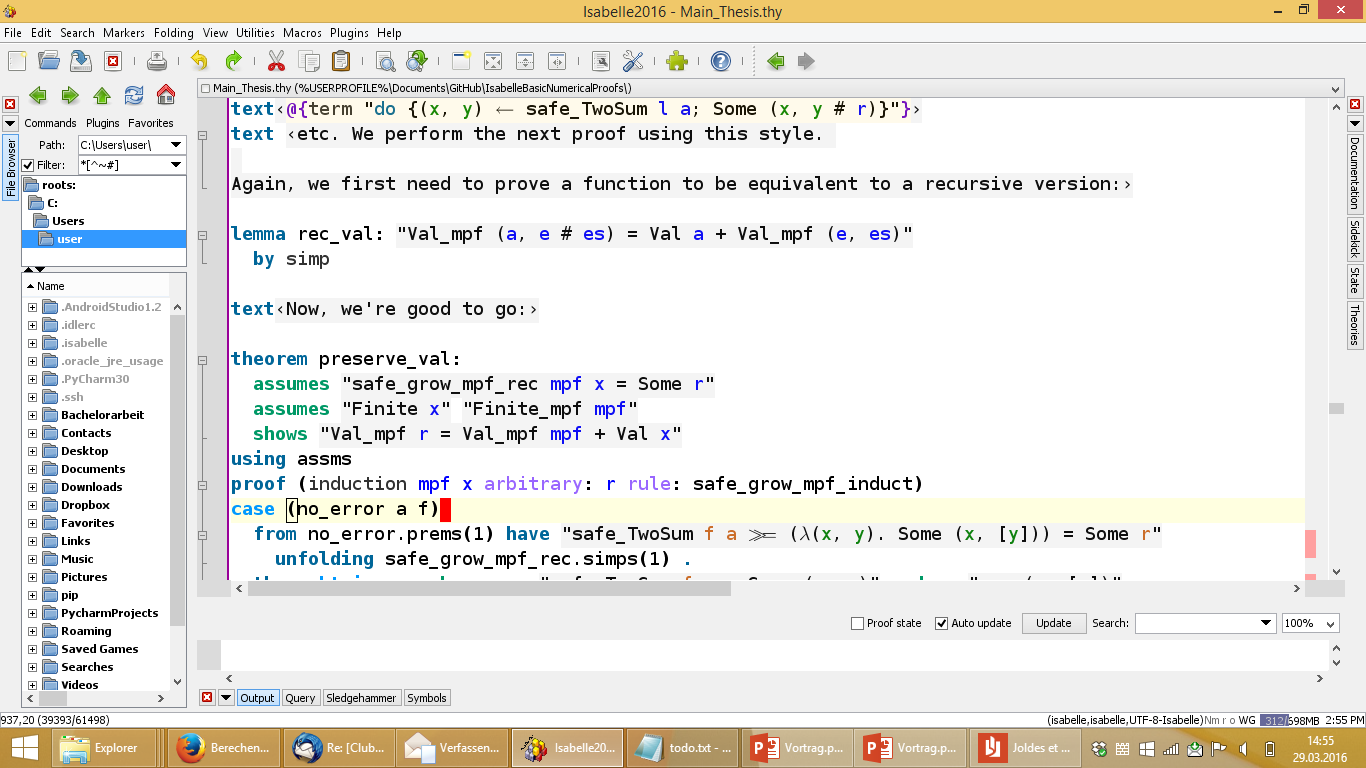 Isabelle2016 - Main_Thesis.thy
File Edit Search Markers Folding View Utilities Macros Plugins Help
Main_Thesis.thy (%USERPROFILE%\Documents\GitHub\IsabelleBasicNumericalProofs\)
File Browser
Commands Plugins Favorites
Path: C:\Users\user\
Filter: *[^~#]
roots:
C:
Users
user
Name
.AndroidStudio1.2
.idlerc
.isabelle
.oracle_jre_usage
.PyCharm30
.ssh
Bachelorarbeit
Contacts
Desktop
Documents
Downloads
Dropbox
Favorites
Links
Music
Pictures
pip
PycharmProjects
Roaming
Saved Games
Searches
Videos
text‹@{term "do {(x, y) ← safe_TwoSum l a; Some (x, y # r)}"}›
text ‹etc. We perform the next proof using this style.
Again, we first need to prove a function to be equivalent to a recursive version:›
lemma rec_val: "Val_mpf (a, e # es) = Val a + Val_mpf (e, es)"
by simp
text‹Now, we're good to go:›
theorem preserve_val:
assumes "safe_grow_mpf_rec mpf x = Some r"
assumes "Finite x" "Finite_mpf mpf"
shows "Val_mpf r = Val_mpf mpf + Val x"
using assms
proof (induction mpf x arbitrary: r rule: safe_grow_mpf_induct)
case (no_error a f)
from no_error.prems(1) have "safe_TwoSum f a ⤜ (λ(x, y). Some (x, [y])) = Some r"
unfolding safe_grow_mpf_rec.simps(1) .
Documentation
Sidekick
State
Theories
Proof state Auto update Update Search: 100%
Output Query Sledgehammer Symbols
937,20 (39393/61498) (isabelle,isabelle,UTF-8-Isabelle)Nm r o WG 312/698MB 2:55 PM
Explorer Berechen... Re: [Club... Verfassen... Isabelle20... todo.txt - ... Vortrag.p... Vortrag.p... Joldes et ... 14:55
29.03.2016